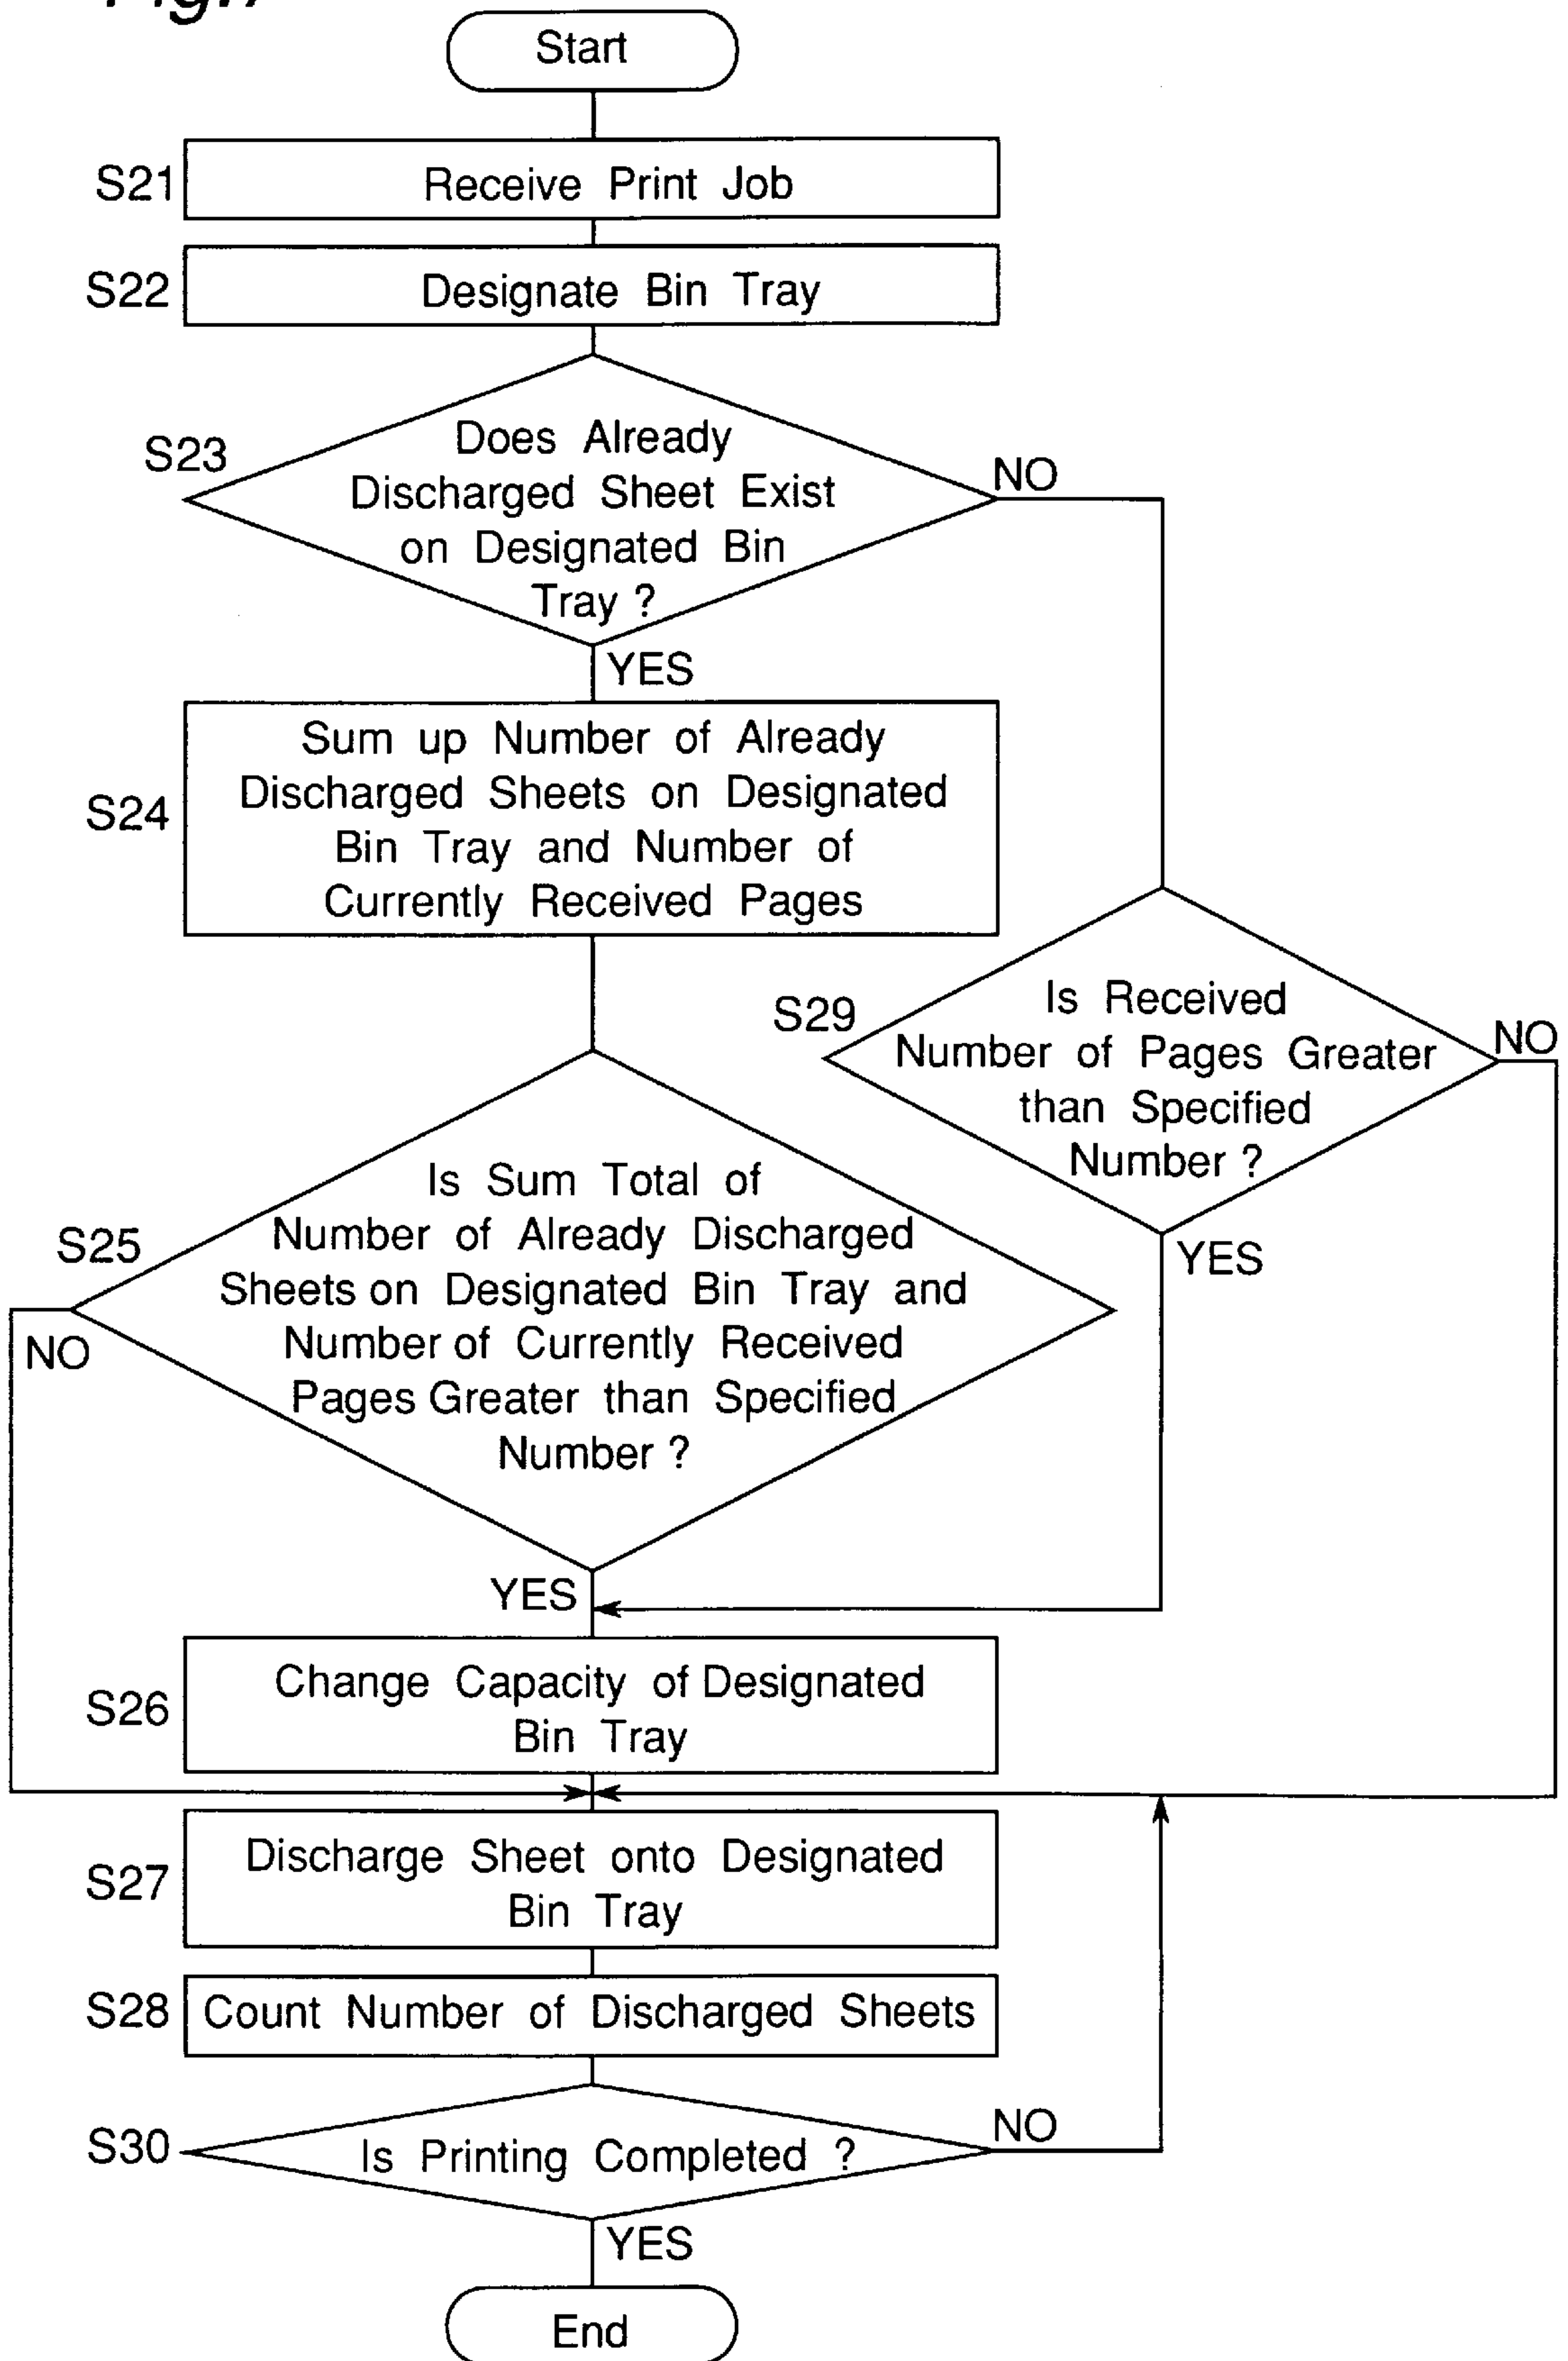 Start
S21
Receive Print Job
S22
Designate Bin Tray
S23
Does Already
Discharged Sheet Exist
on Designated Bin
Tray ?
NO
YES
S24
Sum up Number of Already
Discharged Sheets on Designated
Bin Tray and Number of
Currently Received Pages
S29
Is Received
Number of Pages Greater
than Specified
Number ?
NO
YES
S25
Is Sum Total of
Number of Already Discharged
Sheets on Designated Bin Tray and
Number of Currently Received
Pages Greater than Specified
Number ?
NO
YES
S26
Change Capacity of Designated
Bin Tray
S27
Discharge Sheet onto Designated
Bin Tray
S28
Count Number of Discharged Sheets
S30
Is Printing Completed ?
NO
YES
End